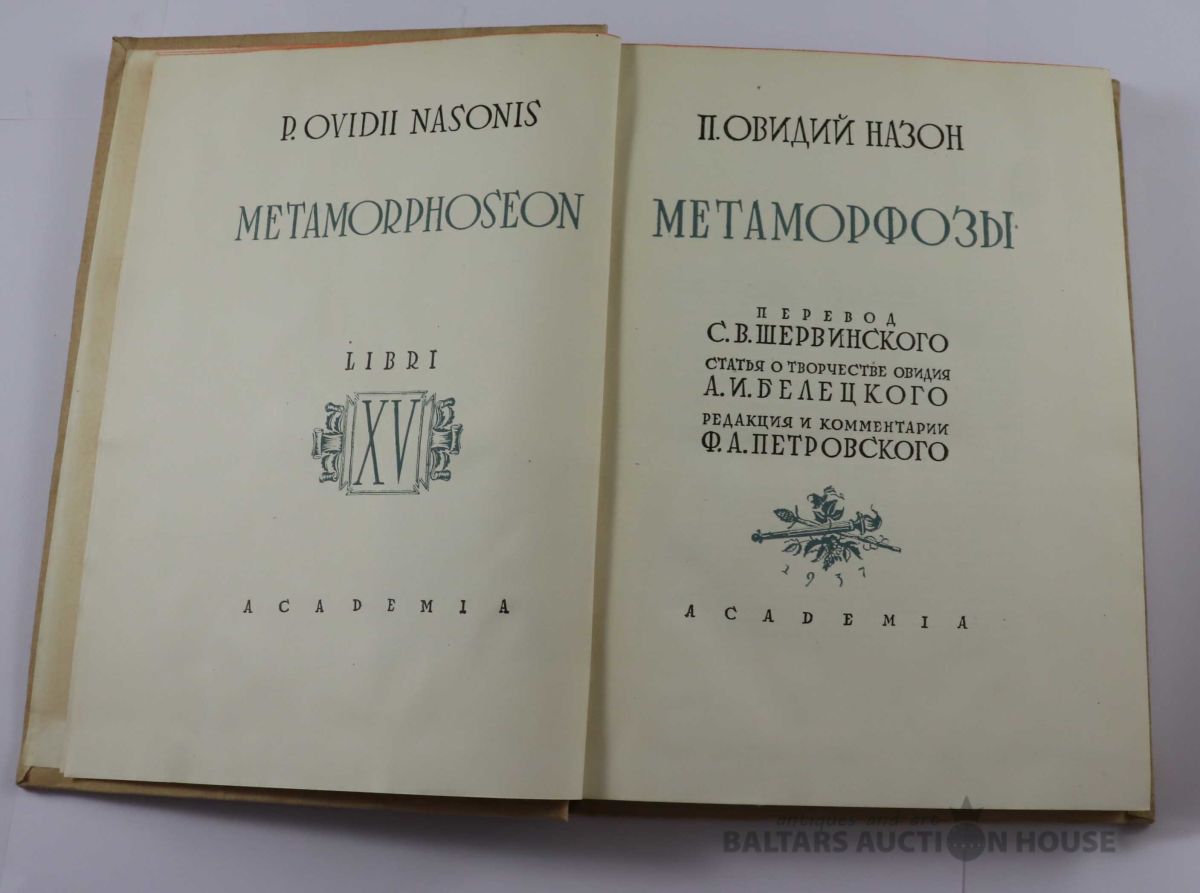 P. OVIDII NASONIS
METAMORPHOSEON
LIBRI
XV
ACADEMIA
П. ОВИДИЙ НАЗОН
МЕТАМОРФОЗЫ
ПЕРЕВОД
С. В. ШЕРВИНСКОГО
СТАТЬЯ О ТВОРЧЕСТВЕ ОВИДИЯ
А. И. БЕЛЕЦКОГО
РЕДАКЦИЯ И КОММЕНТАРИИ
Ф. А. ПЕТРОВСКОГО
1937
ACADEMIA
antiques and art
BALTARS AUCTION HOUSE